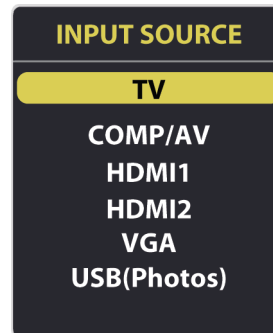 INPUT SOURCE
TV
COMP/AV
HDMI1
HDMI2
VGA
USB(Photos)